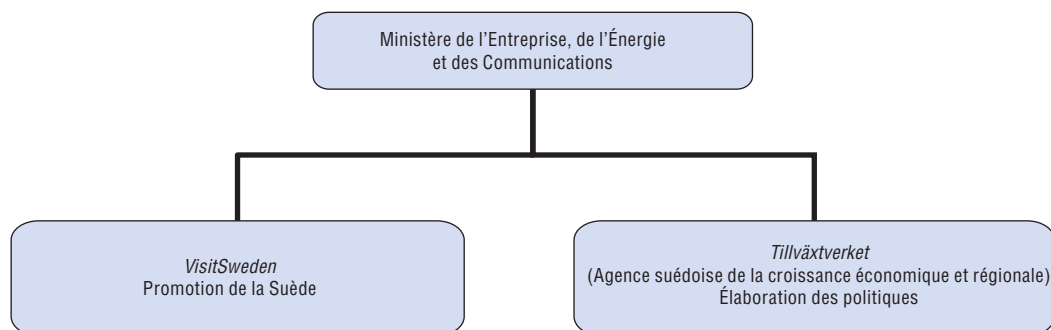 Ministère de l'Entreprise, de l'Énergie
et des Communications
VisitSweden
Promotion de la Suède
Tillväxtverket
(Agence suédoise de la croissance économique et régionale)
Élaboration des politiques